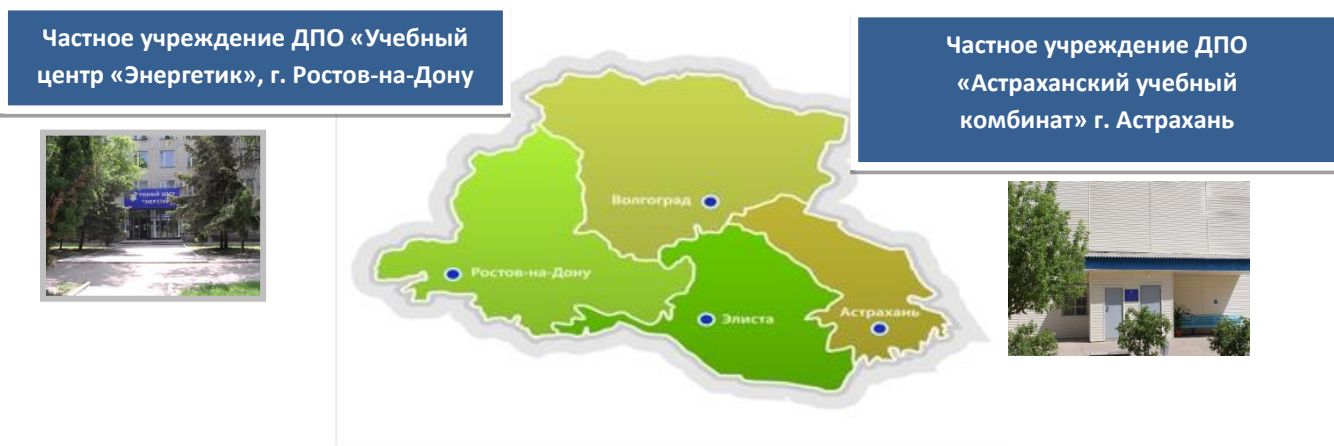 Частное учреждение ДПО «Учебный
центр «Энергетик», г. Ростов-на-Дону
Частное учреждение ДПО
«Астраханский учебный
комбинат» г. Астрахань
Волгоград
Ростов-на-Дону
Элиста
Астрахань